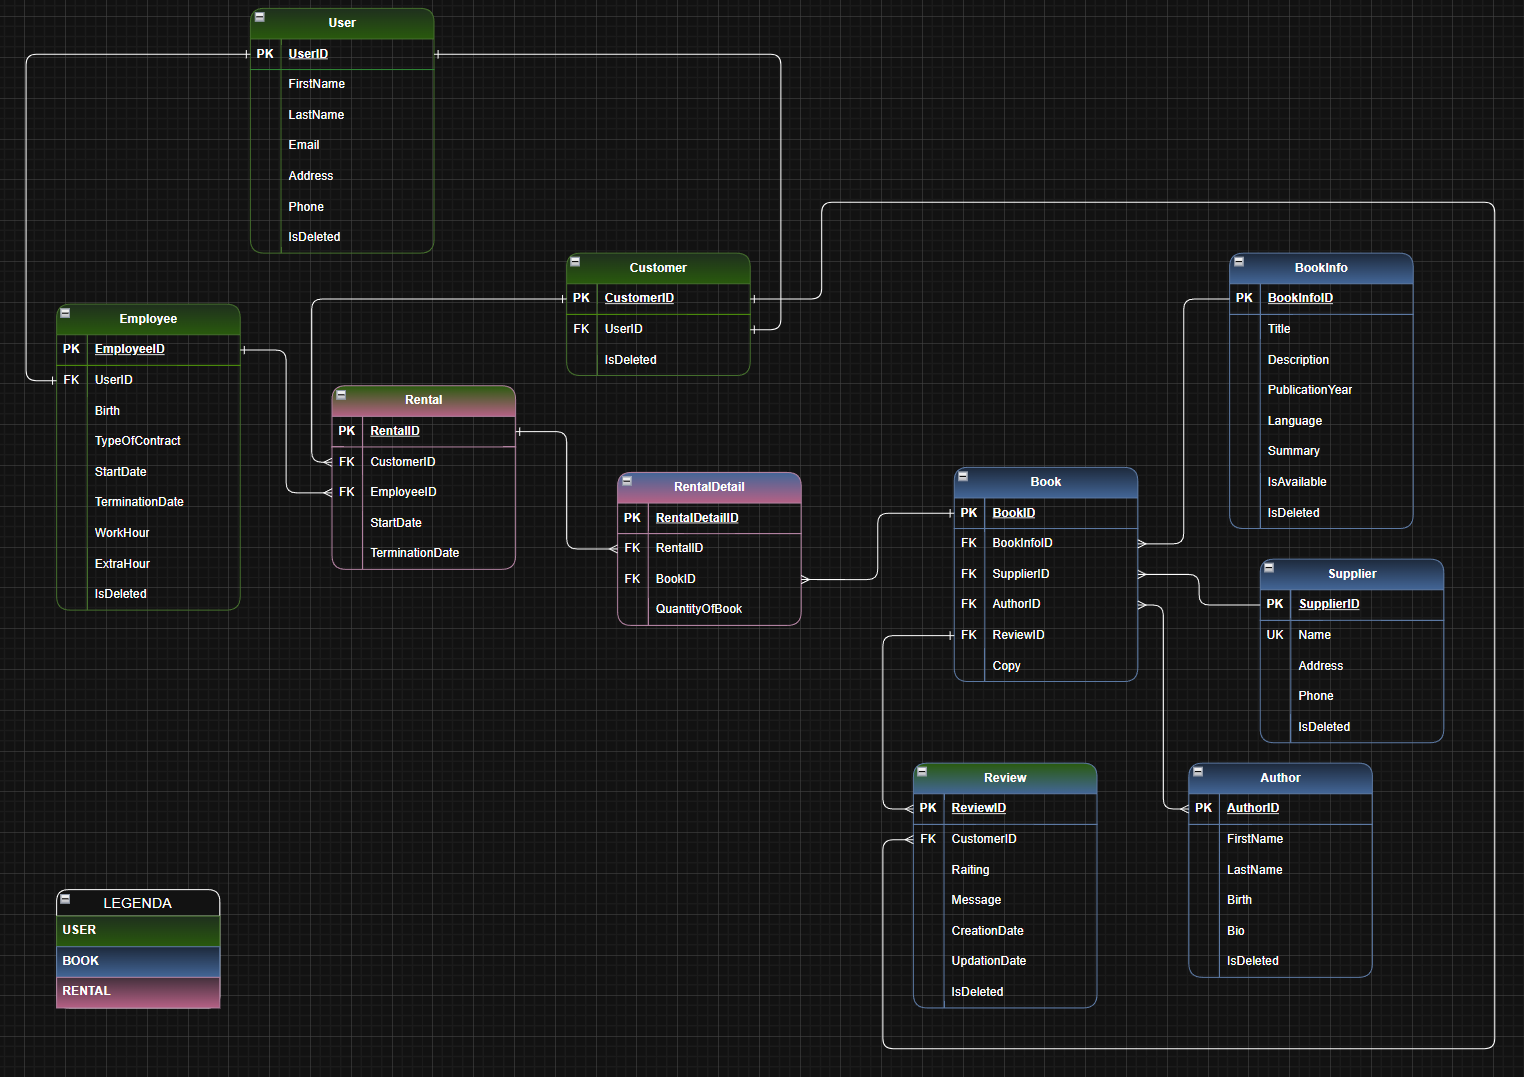 User
PK UserID
FirstName
LastName
Email
Address
Phone
IsDeleted
Customer
PK CustomerID
FK UserID
IsDeleted
Employee
PK EmployeeID
FK UserID
Birth
TypeOfContract
StartDate
TerminationDate
WorkHour
ExtraHour
IsDeleted
Rental
PK RentalID
FK CustomerID
FK EmployeeID
StartDate
TerminationDate
RentalDetail
PK RentalDetailID
FK RentalID
FK BookID
QuantityOfBook
Book
PK BookID
FK BookInfoID
FK SupplierID
FK AuthorID
FK ReviewID
Copy
BookInfo
PK BookInfoID
Title
Description
PublicationYear
Language
Summary
IsAvailable
IsDeleted
Supplier
PK SupplierID
UK Name
Address
Phone
IsDeleted
Review
PK ReviewID
FK CustomerID
Raiting
Message
CreationDate
UpdationDate
IsDeleted
Author
PK AuthorID
FirstName
LastName
Birth
Bio
IsDeleted
LEGENDA
USER
BOOK
RENTAL